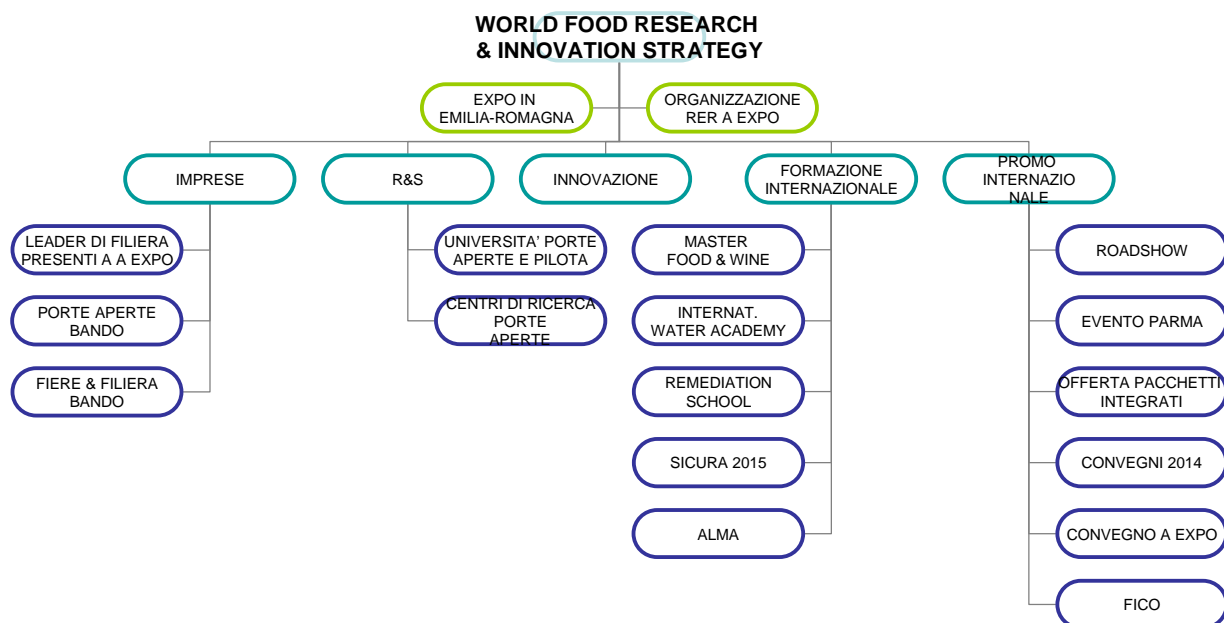 WORLD FOOD RESEARCH
& INNOVATION STRATEGY
EXPO IN
EMILIA-ROMAGNA
ORGANIZZAZIONE
RER A EXPO
IMPRESE
R&S
INNOVAZIONE
FORMAZIONE
INTERNAZIONALE
PROMO
INTERNAZIO
NALE
LEADER DI FILIERA
PRESENTI A A EXPO
PORTE APERTE
BANDO
FIERE & FILIERA
BANDO
UNIVERSITA' PORTE
APERTE E PILOTA
CENTRI DI RICERCA
PORTE
APERTE
MASTER
FOOD & WINE
INTERNAT.
WATER ACADEMY
REMEDIATION
SCHOOL
SICURA 2015
ALMA
ROADSHOW
EVENTO PARMA
OFFERTA PACCHETTI
INTEGRATI
CONVEGNI 2014
CONVEGNO A EXPO
FICO